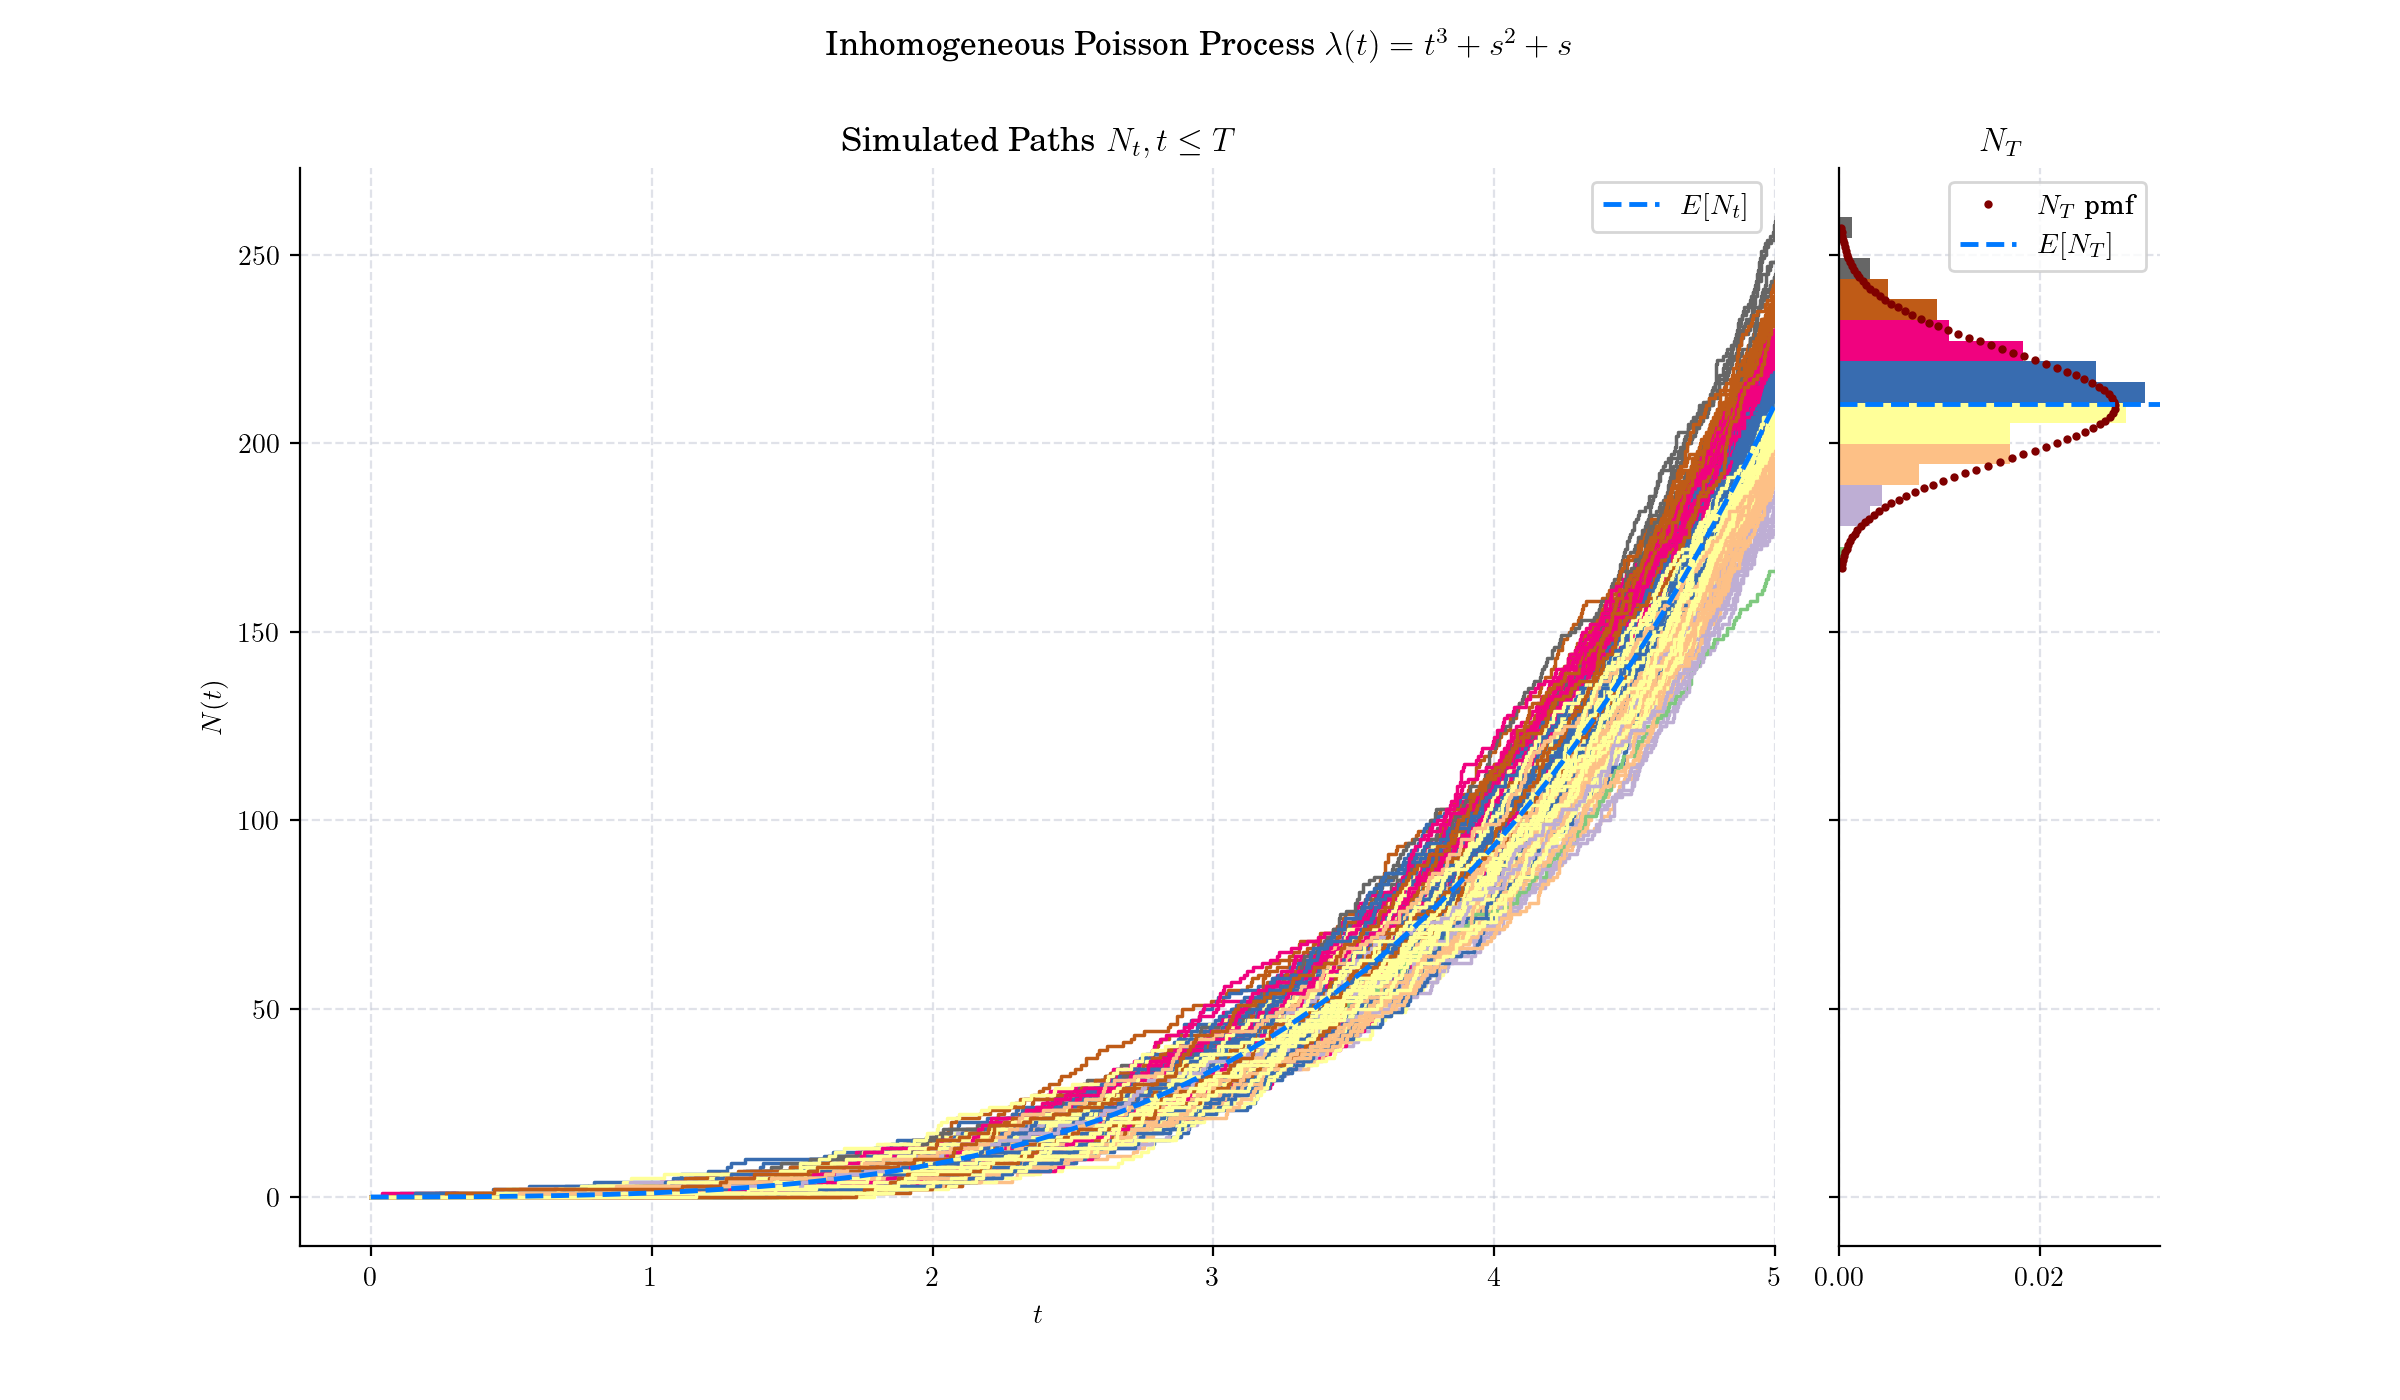 Inhomogeneous Poisson Process λ(t) = t³ + s² + s
Simulated Paths N_t, t ≤ T
N_T
E[N_t]
N_T pmf
E[N_T]
250
200
150
100
50
0
N(t)
0 1 2 3 4 5
0.00 0.02
t